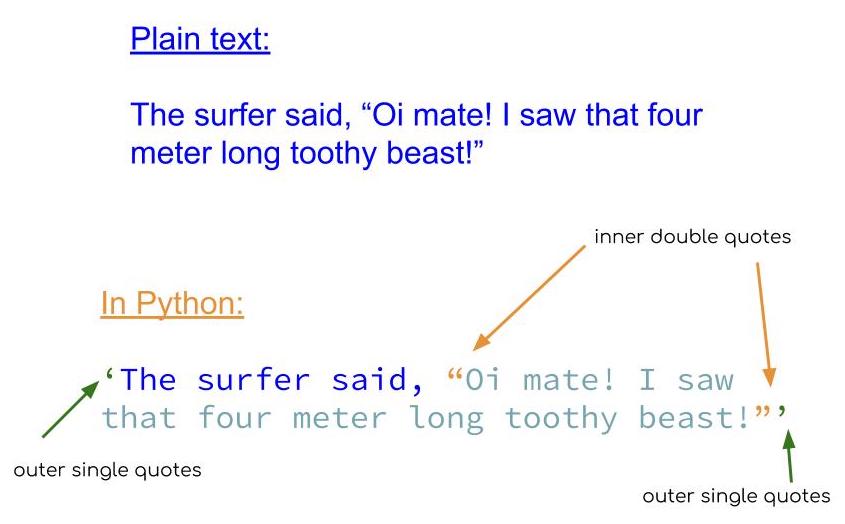 Plain text:
The surfer said, “Oi mate! I saw that four
meter long toothy beast!”
inner double quotes
In Python:
‘The surfer said, “Oi mate! I saw
that four meter long toothy beast!”’
outer single quotes
outer single quotes